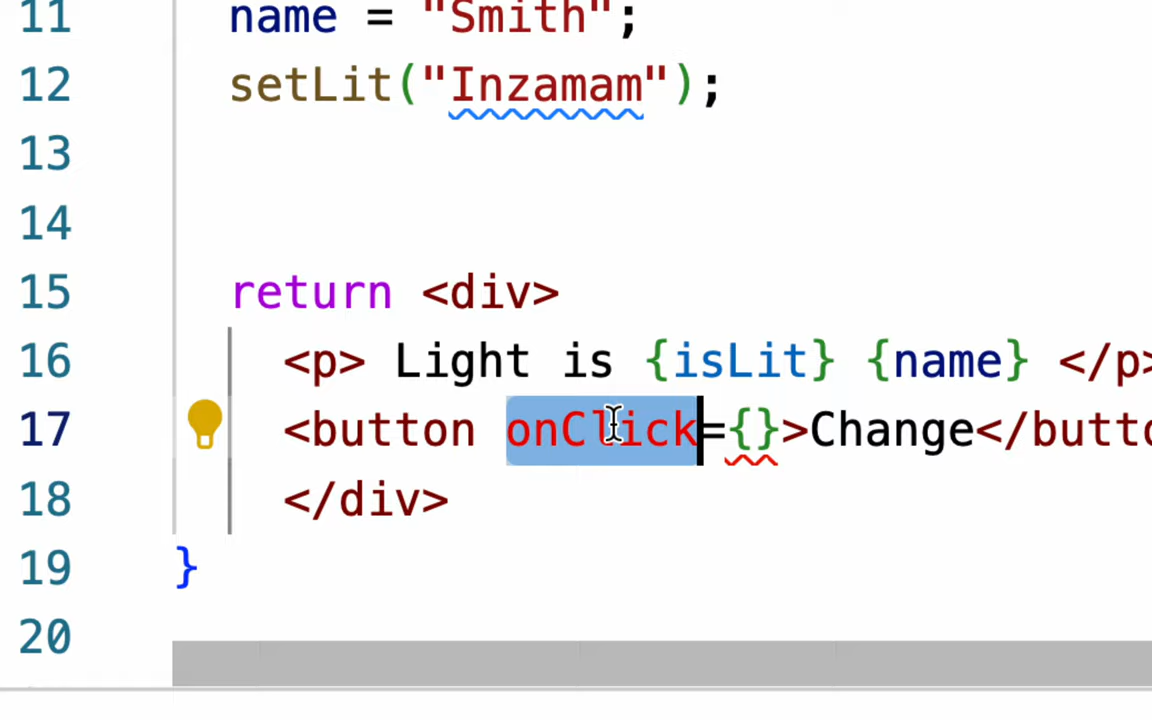 11 name = "Smith";
12 setLit("Inzamam");
13
14
15 return <div>
16 <p> Light is {isLit} {name} </p>
17 <button onClick={}>Change</butto
18 </div>
19 }
20